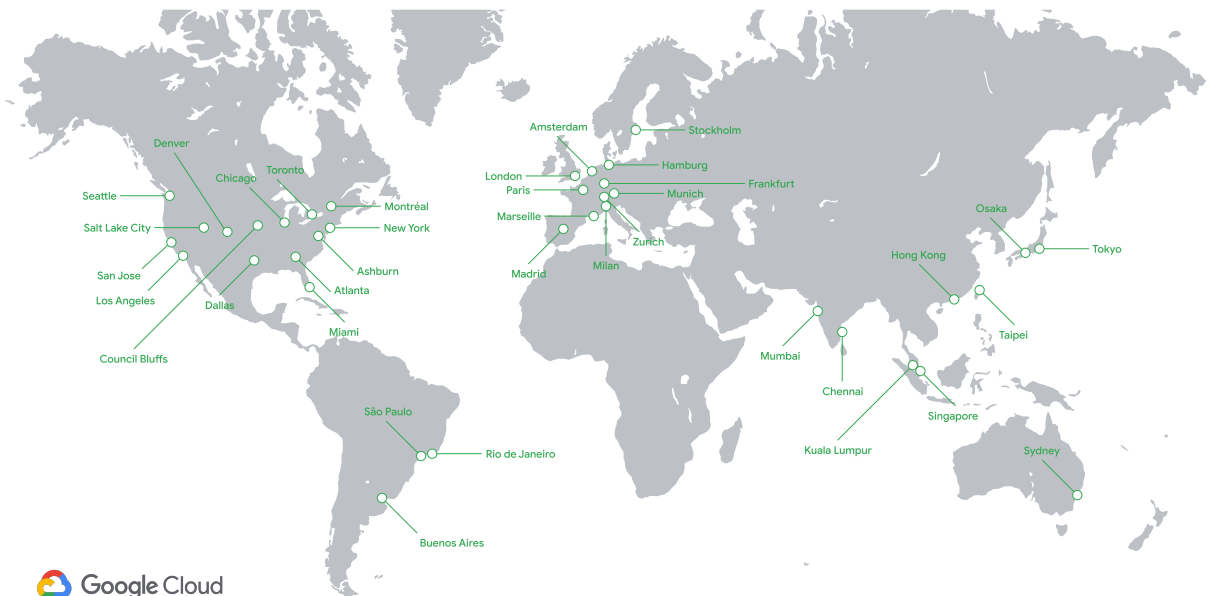 Stockholm
Amsterdam
Denver
Hamburg
Toronto
London
Chicago
Frankfurt
Paris
Munich
Seattle
Montréal
Osaka
Marseille
Salt Lake City
New York
Zurich
Tokyo
Hong Kong
Milan
Ashburn
Madrid
San Jose
Atlanta
Los Angeles
Dallas
Miami
Taipei
Mumbai
Council Bluffs
Chennai
São Paulo
Singapore
Kuala Lumpur
Sydney
Rio de Janeiro
Buenos Aires
Google Cloud